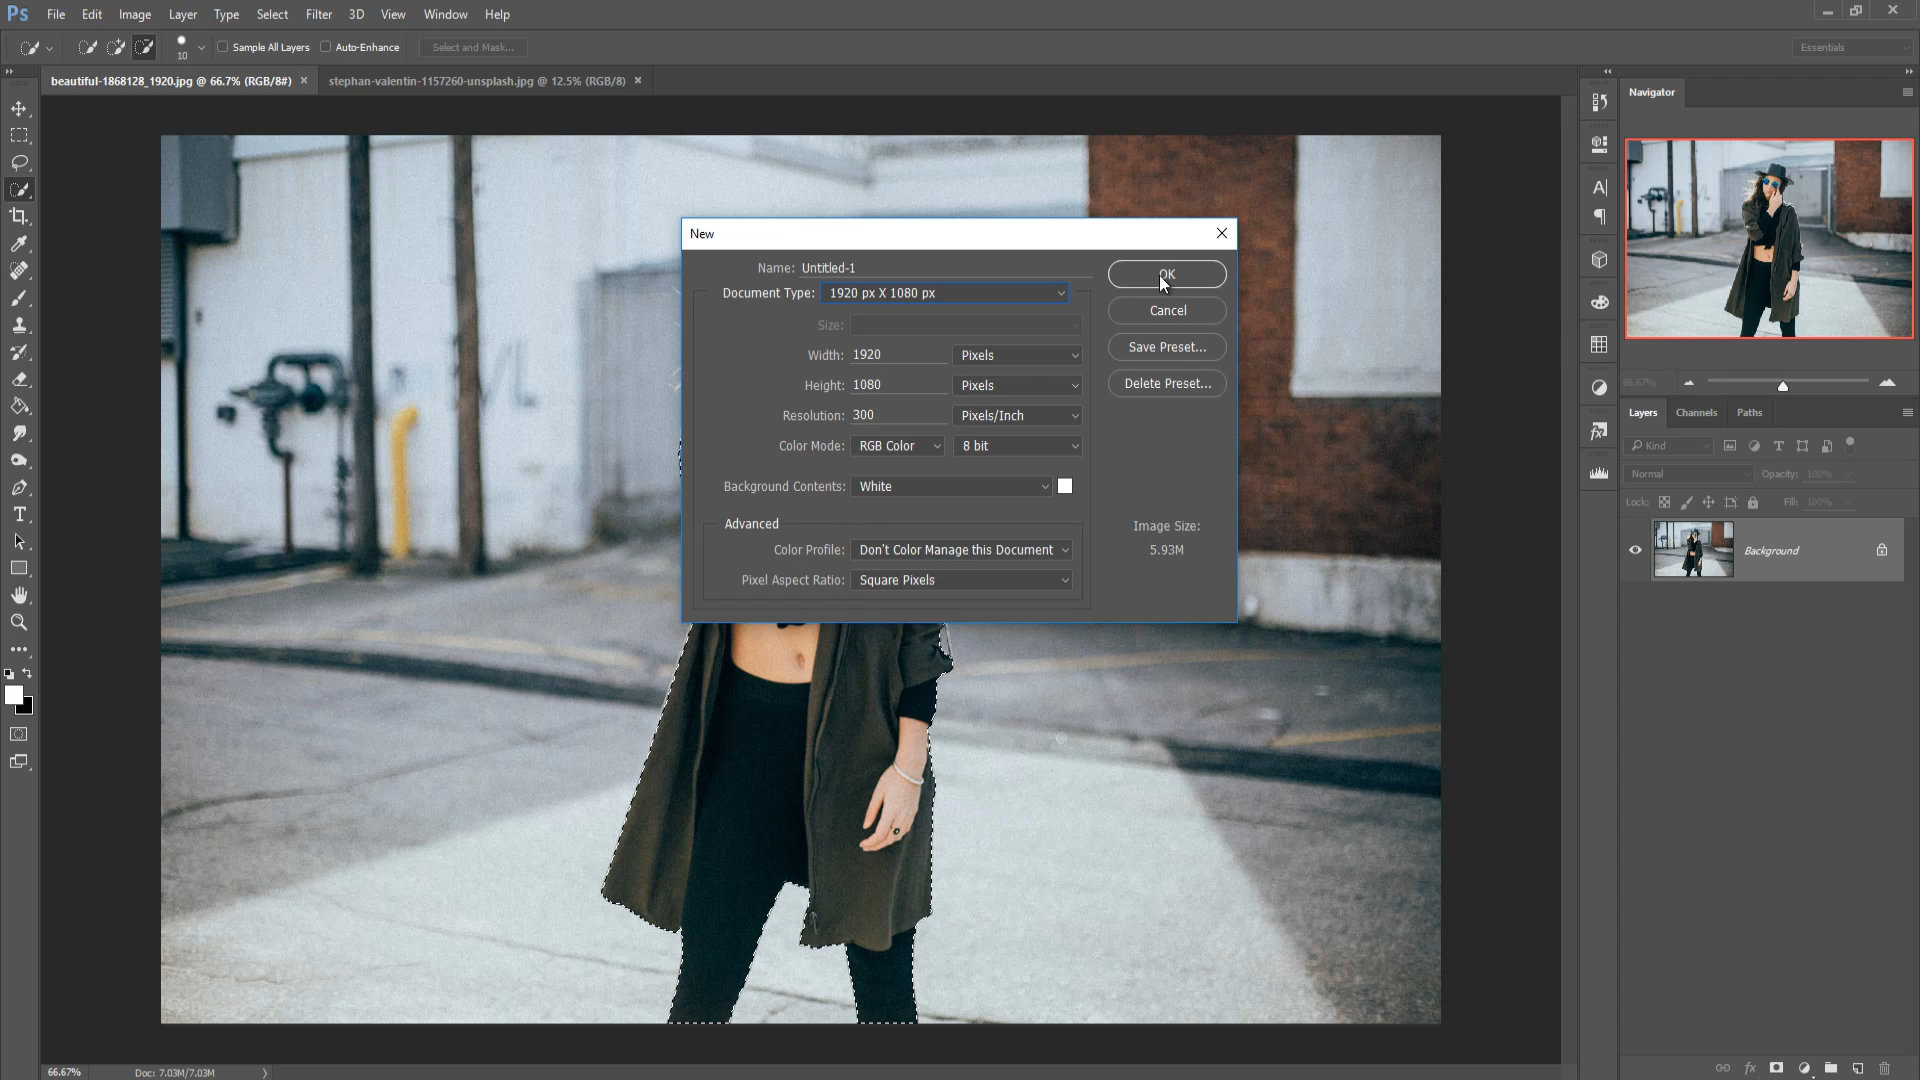 Ps File Edit Image Layer Type Select Filter 3D View Window Help
10 Sample All Layers Auto-Enhance Select and Mask... Essentials
beautiful-1868128_1920.jpg @ 66.7% (RGB/8#) × stephan-valentin-1157260-unsplash.jpg @ 12.5% (RGB/8) ×
Navigator
New
Name: Untitled-1
OK
Document Type: 1920 px X 1080 px
Cancel
Size:
Width: 1920 Pixels
Save Preset...
Height: 1080 Pixels
Delete Preset...
Resolution: 300 Pixels/Inch
Color Mode: RGB Color 8 bit
Background Contents: White
Advanced
Image Size:
Color Profile: Don't Color Manage this Document
5.93M
Pixel Aspect Ratio: Square Pixels
66.67%
Layers Channels Paths
Kind
Normal Opacity: 100%
Lock: Fill: 100%
Background
66.67% Doc: 7.03M/7.03M